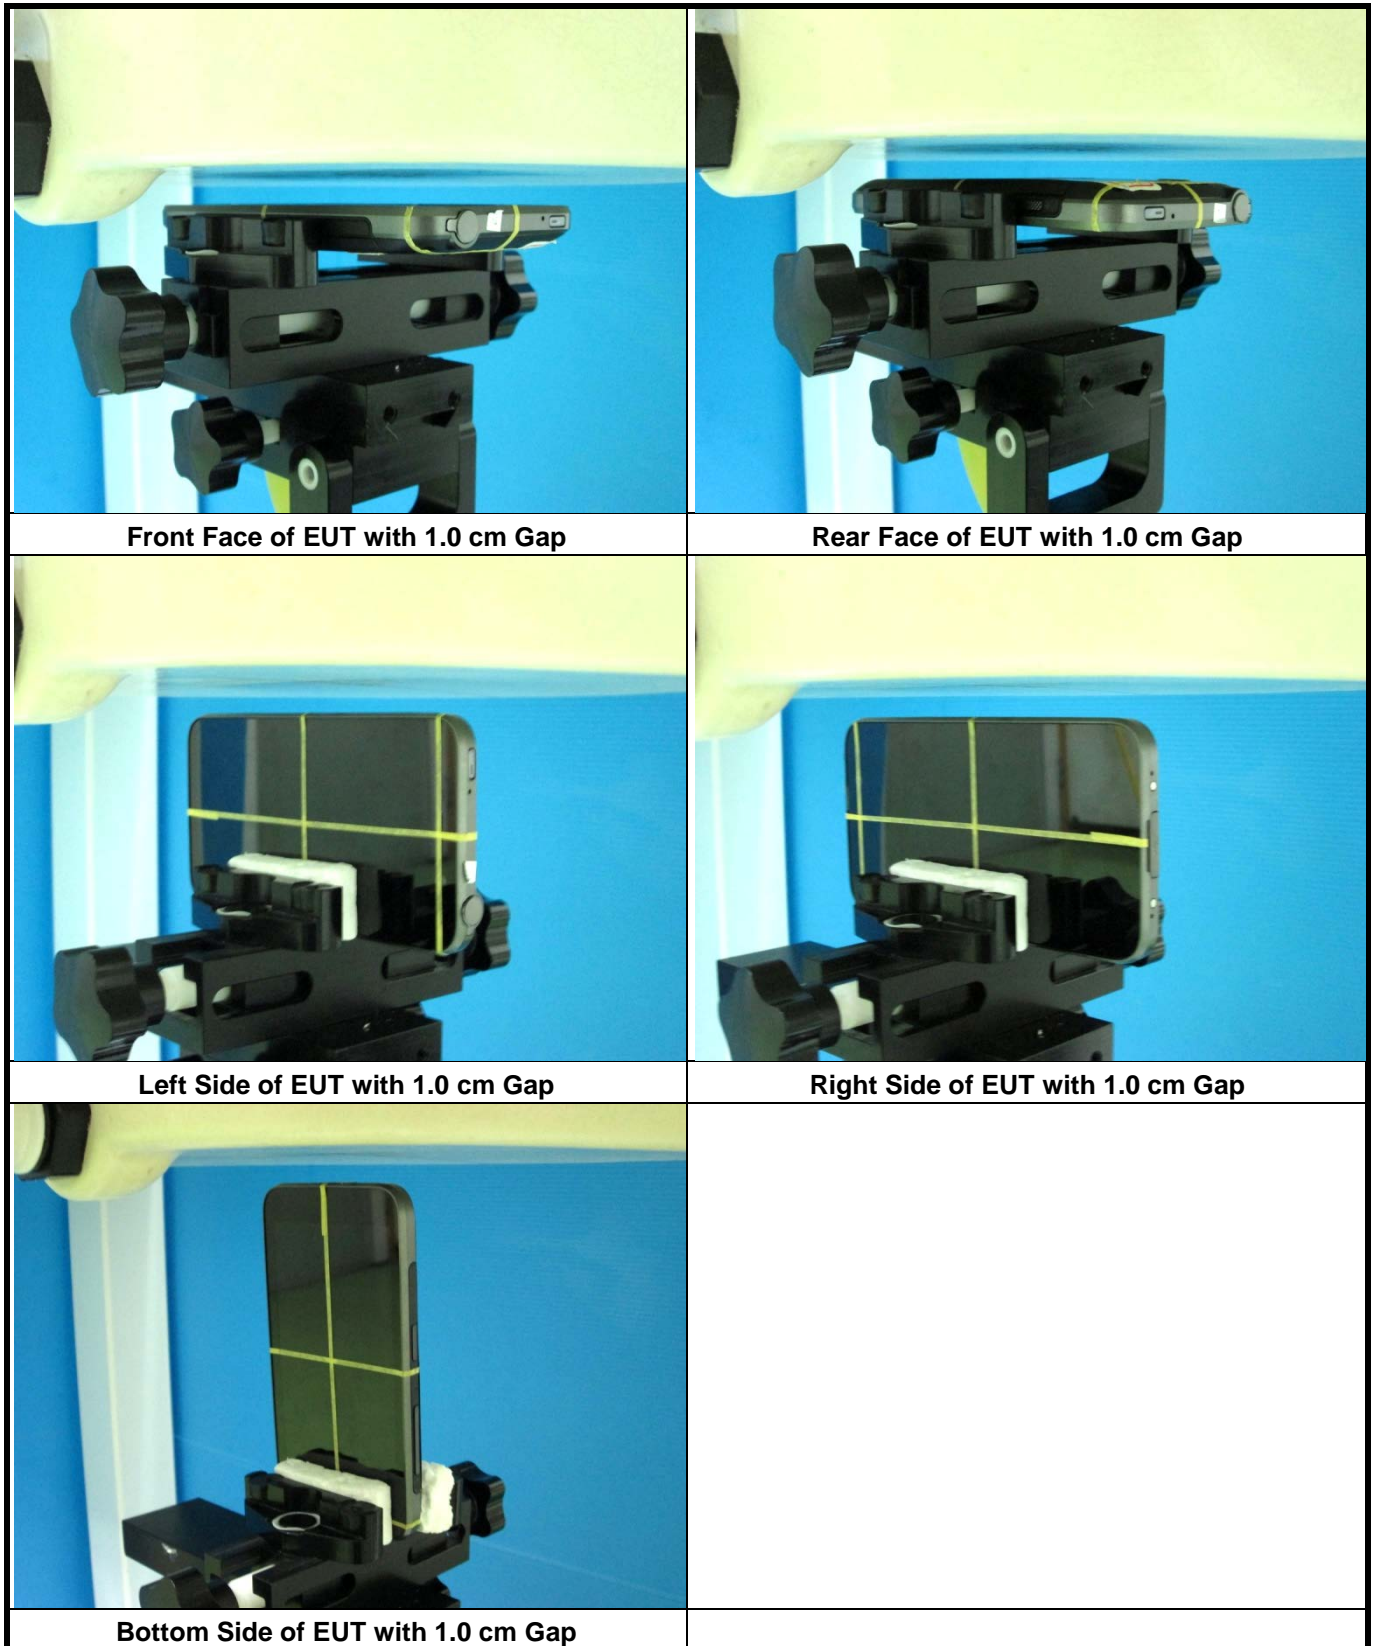 Front Face of EUT with 1.0 cm Gap
Rear Face of EUT with 1.0 cm Gap
Left Side of EUT with 1.0 cm Gap
Right Side of EUT with 1.0 cm Gap
Bottom Side of EUT with 1.0 cm Gap